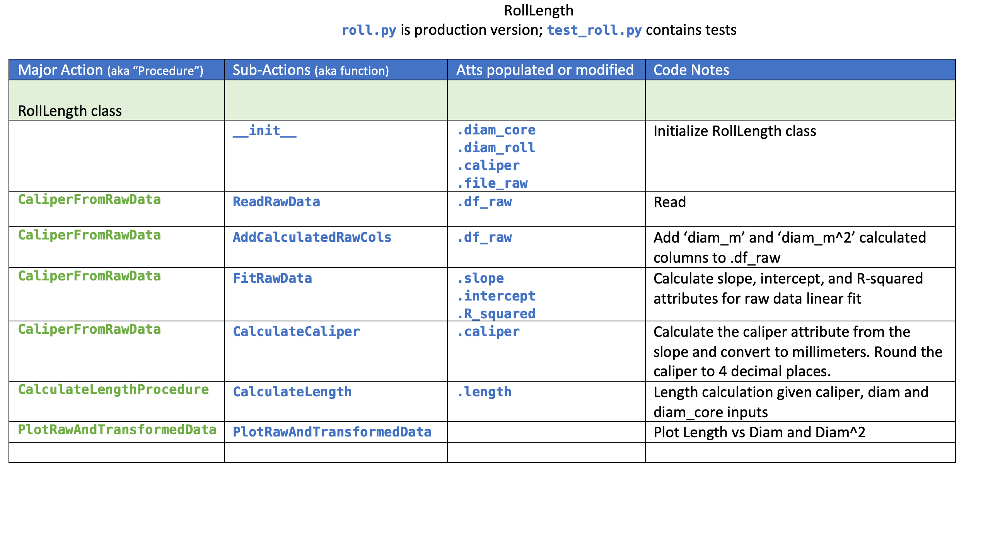 RollLength
roll.py is production version; test_roll.py contains tests
Major Action (aka “Procedure”)
Sub-Actions (aka function)
Atts populated or modified
Code Notes
RollLength class
__init__
.diam_core
.diam_roll
.caliper
.file_raw
Initialize RollLength class
CaliperFromRawData
ReadRawData
.df_raw
Read
CaliperFromRawData
AddCalculatedRawCols
.df_raw
Add ‘diam_m’ and ‘diam_m^2’ calculated
columns to .df_raw
CaliperFromRawData
FitRawData
.slope
.intercept
.R_squared
Calculate slope, intercept, and R-squared
attributes for raw data linear fit
CaliperFromRawData
CalculateCaliper
.caliper
Calculate the caliper attribute from the
slope and convert to millimeters. Round the
caliper to 4 decimal places.
CalculateLengthProcedure
CalculateLength
.length
Length calculation given caliper, diam and
diam_core inputs
PlotRawAndTransformedData
PlotRawAndTransformedData
Plot Length vs Diam and Diam^2